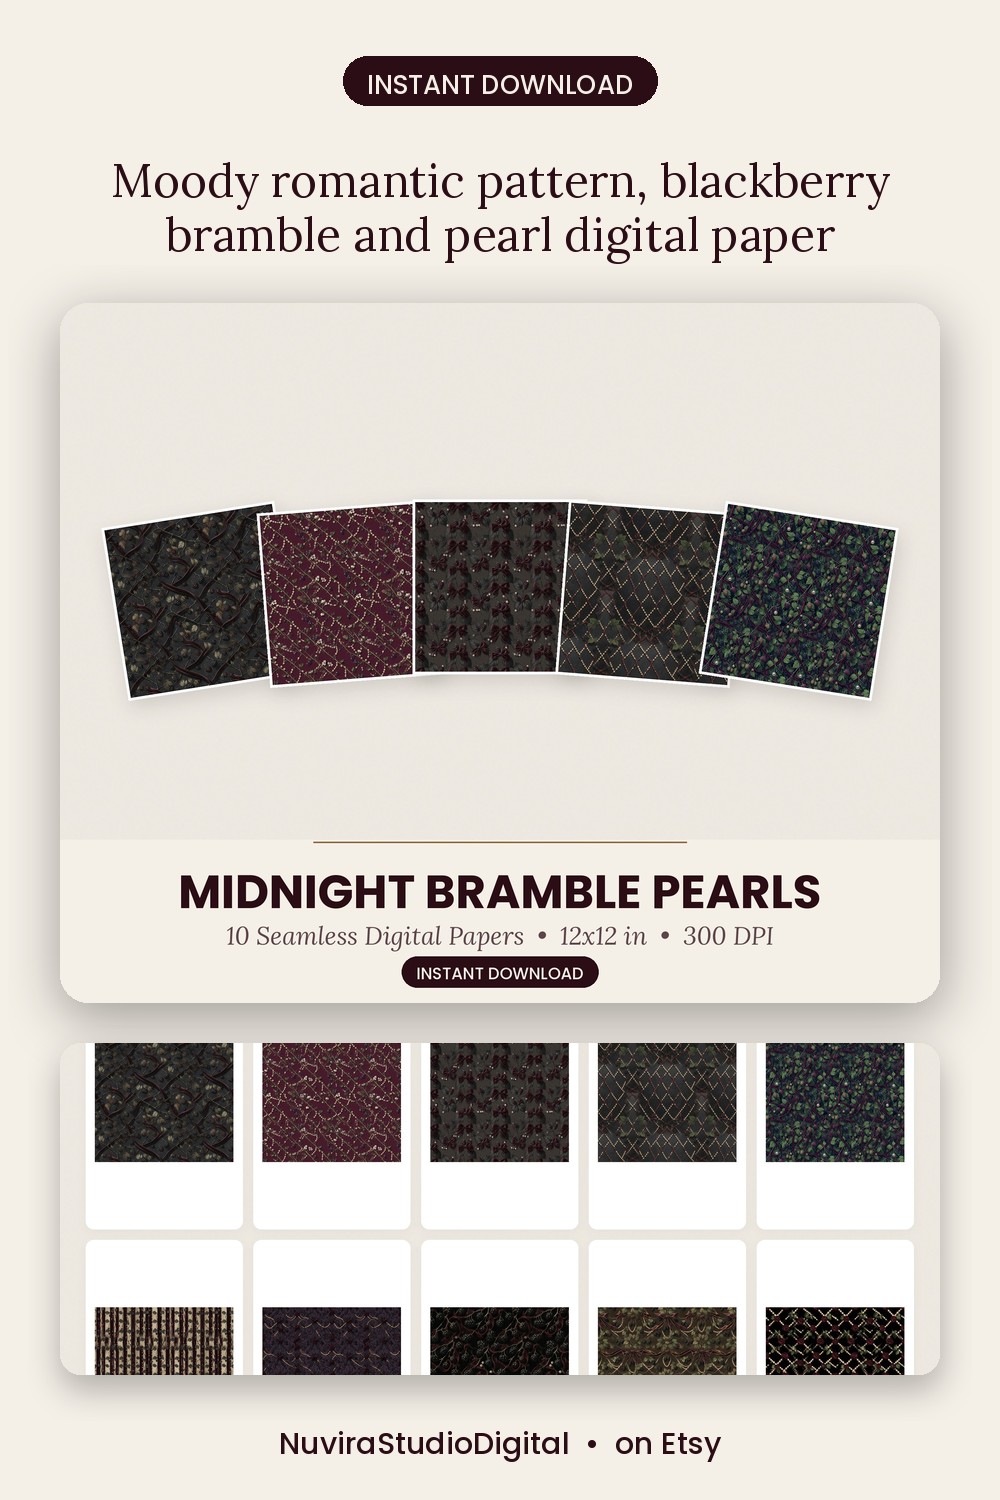 INSTANT DOWNLOAD
Moody romantic pattern, blackberry
bramble and pearl digital paper
MIDNIGHT BRAMBLE PEARLS
10 Seamless Digital Papers • 12x12 in • 300 DPI
INSTANT DOWNLOAD
NuviraStudioDigital • on Etsy